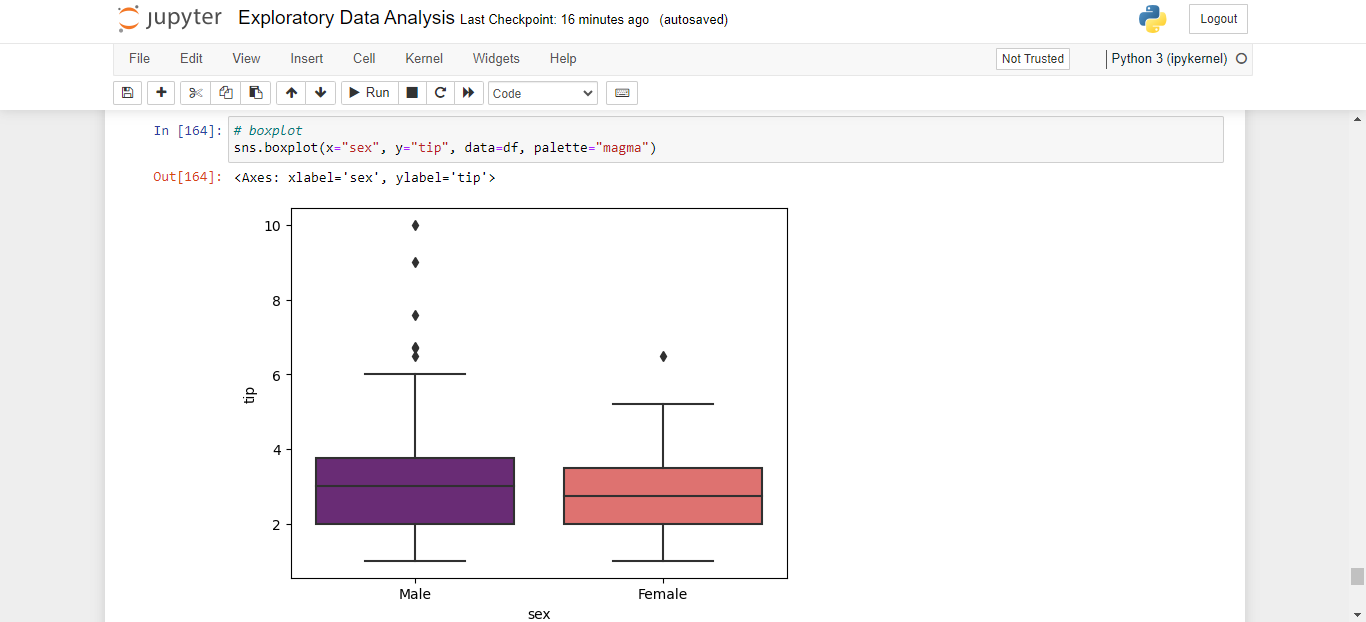 jupyter Exploratory Data Analysis Last Checkpoint: 16 minutes ago (autosaved) Logout
File Edit View Insert Cell Kernel Widgets Help Not Trusted Python 3 (ipykernel)
Run Code
In [164]: # boxplot
sns.boxplot(x="sex", y="tip", data=df, palette="magma")
Out[164]: <Axes: xlabel='sex', ylabel='tip'>
10
8
6
tip
4
2
Male Female
sex